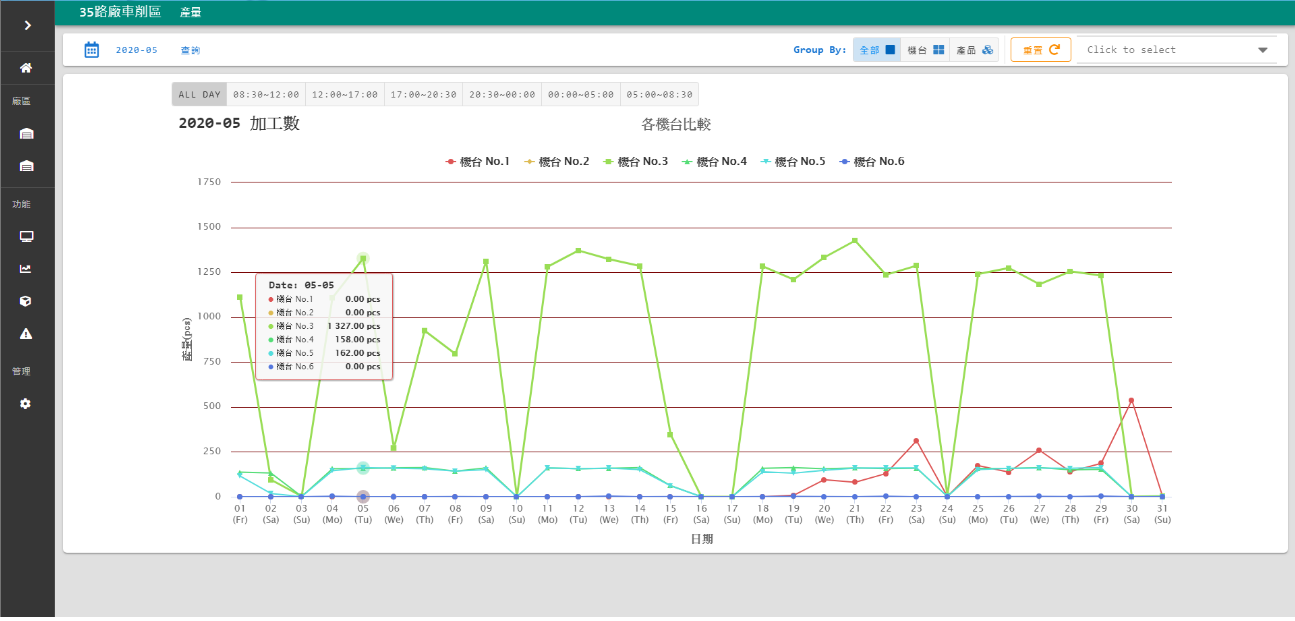 35路廠車削區 產量
2020-05 查詢 Group By: 全部 機台 產品 重置 Click to select
廠區
功能
管理
ALL DAY 08:30~12:00 12:00~17:00 17:00~20:30 20:30~00:00 00:00~05:00 05:00~08:30
2020-05 加工數 各機台比較
機台 No.1 機台 No.2 機台 No.3 機台 No.4 機台 No.5 機台 No.6
1750
1500
1250
1000
750
500
250
0
Date: 05-05
機台 No.1 0.00 pcs
機台 No.2 0.00 pcs
機台 No.3 1 327.00 pcs
機台 No.4 158.00 pcs
機台 No.5 162.00 pcs
機台 No.6 0.00 pcs
01 02 03 04 05 06 07 08 09 10 11 12 13 14 15 16 17 18 19 20 21 22 23 24 25 26 27 28 29 30 31
(Fr) (Sa) (Su) (Mo) (Tu) (We) (Th) (Fr) (Sa) (Su) (Mo) (Tu) (We) (Th) (Fr) (Sa) (Su) (Mo) (Tu) (We) (Th) (Fr) (Sa) (Su) (Mo) (Tu) (We) (Th) (Fr) (Sa) (Su)
日期